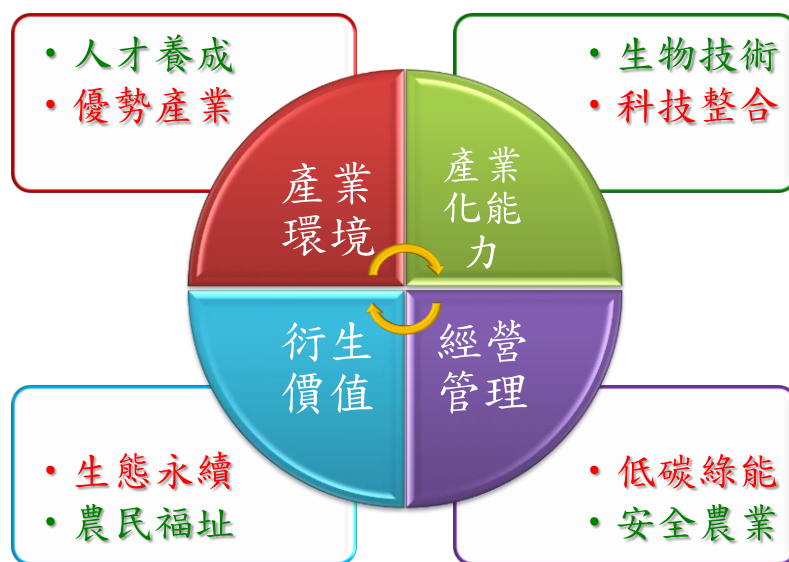 • 人才養成
• 優勢產業
• 生物技術
• 科技整合
產業
環境
產業
化能
力
衍生
價值
經營
管理
• 生態永續
• 農民福址
• 低碳綠能
• 安全農業